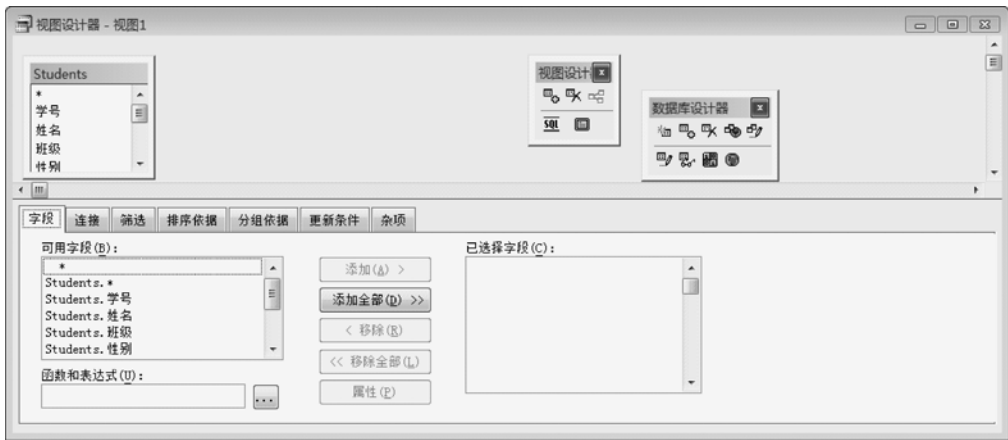 视图设计器 - 视图1
Students
*
学号
姓名
班级
性别
视图设计
SQL
数据库设计器
字段 连接 筛选 排序依据 分组依据 更新条件 杂项
可用字段(B):
*
Students.*
Students.学号
Students.姓名
Students.班级
Students.性别
函数和表达式(U):
...
添加(A) >
添加全部(D) >>
< 移除(R)
<< 移除全部(L)
属性(P)
已选择字段(C):